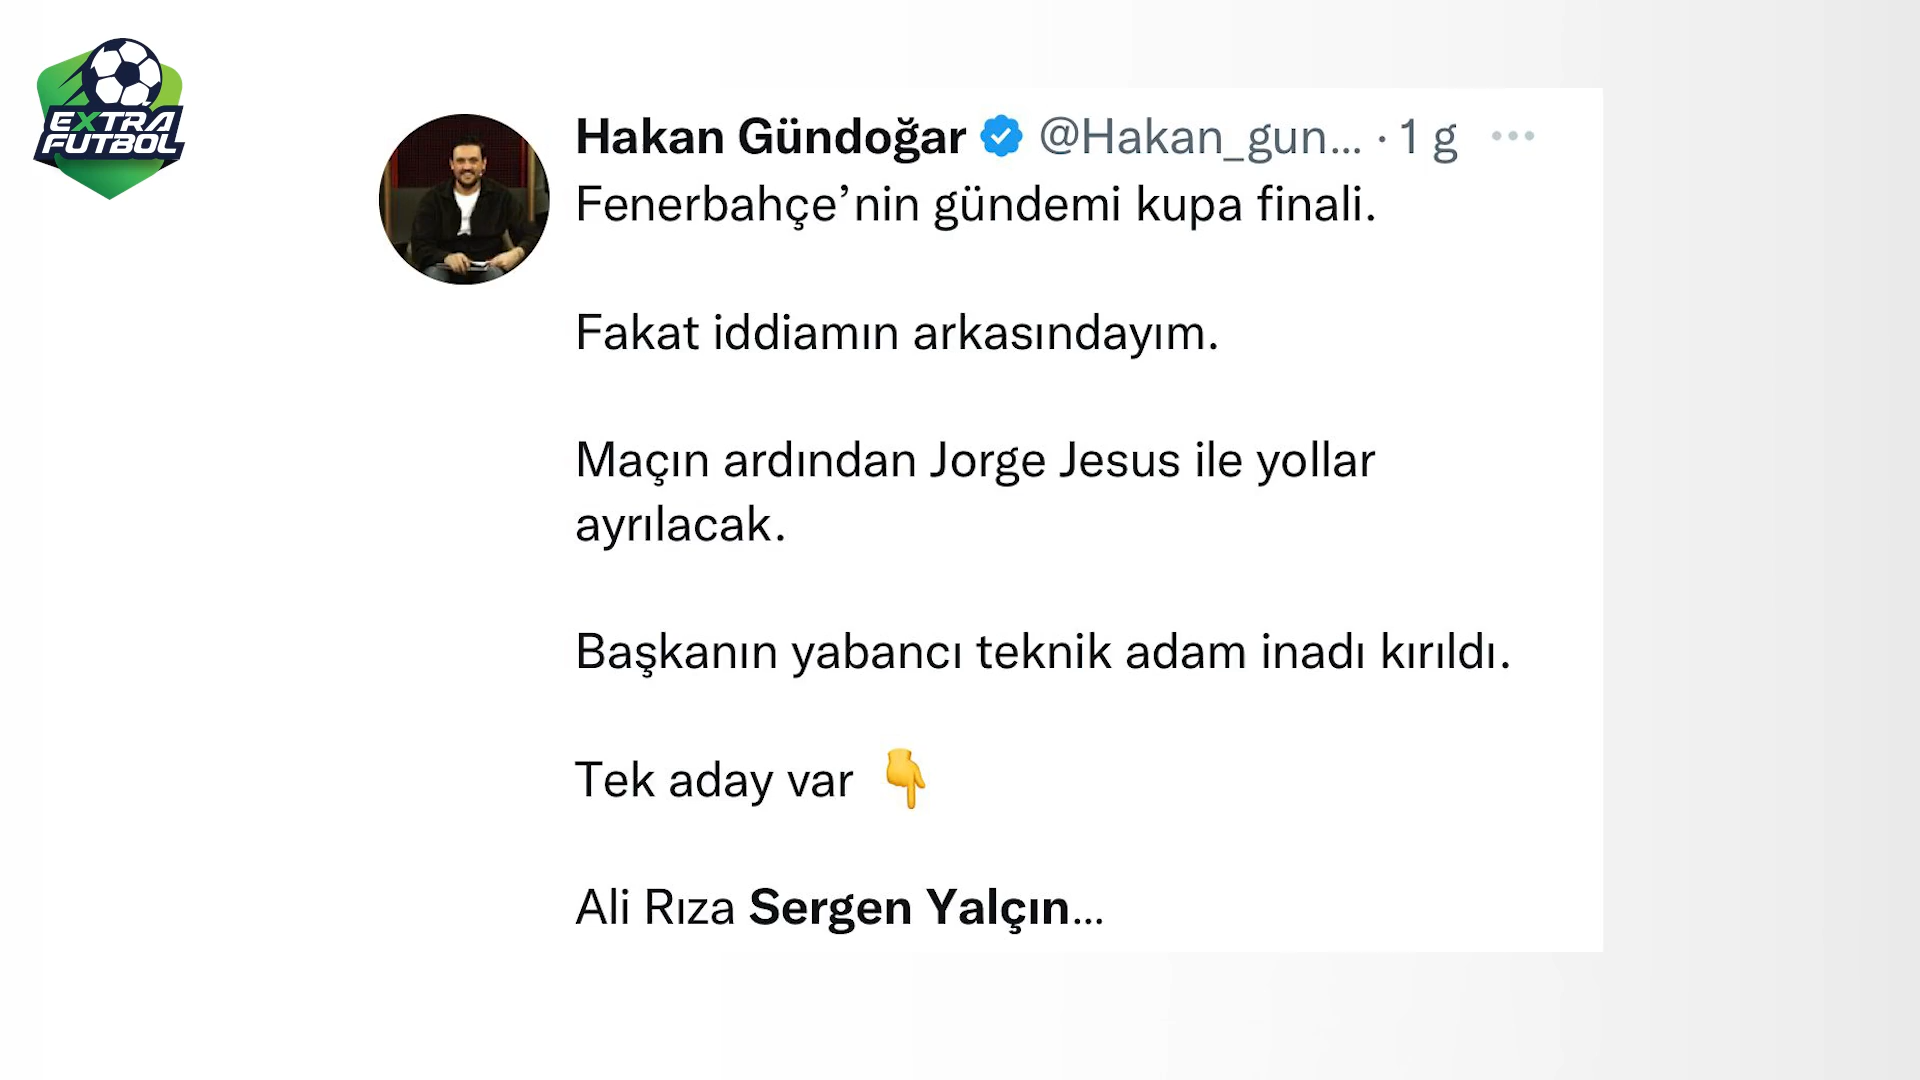 EXTRA
FUTBOL
Hakan Gündoğar @Hakan_gun... · 1 g
Fenerbahçe’nin gündemi kupa finali.
Fakat iddiamın arkasındayım.
Maçın ardından Jorge Jesus ile yollar
ayrılacak.
Başkanın yabancı teknik adam inadı kırıldı.
Tek aday var 👇
Ali Rıza Sergen Yalçın...